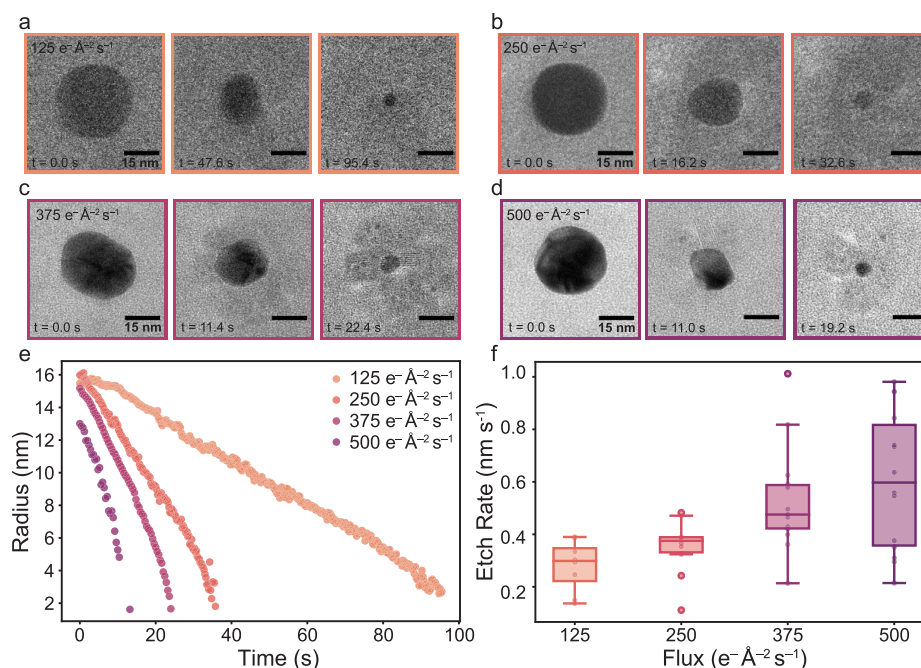 a
125 e⁻ Å⁻² s⁻¹
t = 0.0 s
15 nm
t = 47.6 s
t = 95.4 s
b
250 e⁻ Å⁻² s⁻¹
t = 0.0 s
15 nm
t = 16.2 s
t = 32.6 s
c
375 e⁻ Å⁻² s⁻¹
t = 0.0 s
15 nm
t = 11.4 s
t = 22.4 s
d
500 e⁻ Å⁻² s⁻¹
t = 0.0 s
15 nm
t = 11.0 s
t = 19.2 s
e
Radius (nm)
16
14
12
10
8
6
4
2
125 e⁻ Å⁻² s⁻¹
250 e⁻ Å⁻² s⁻¹
375 e⁻ Å⁻² s⁻¹
500 e⁻ Å⁻² s⁻¹
0 20 40 60 80 100
Time (s)
f
Etch Rate (nm s⁻¹)
1.0
0.8
0.6
0.4
0.2
125 250 375 500
Flux (e⁻ Å⁻² s⁻¹)